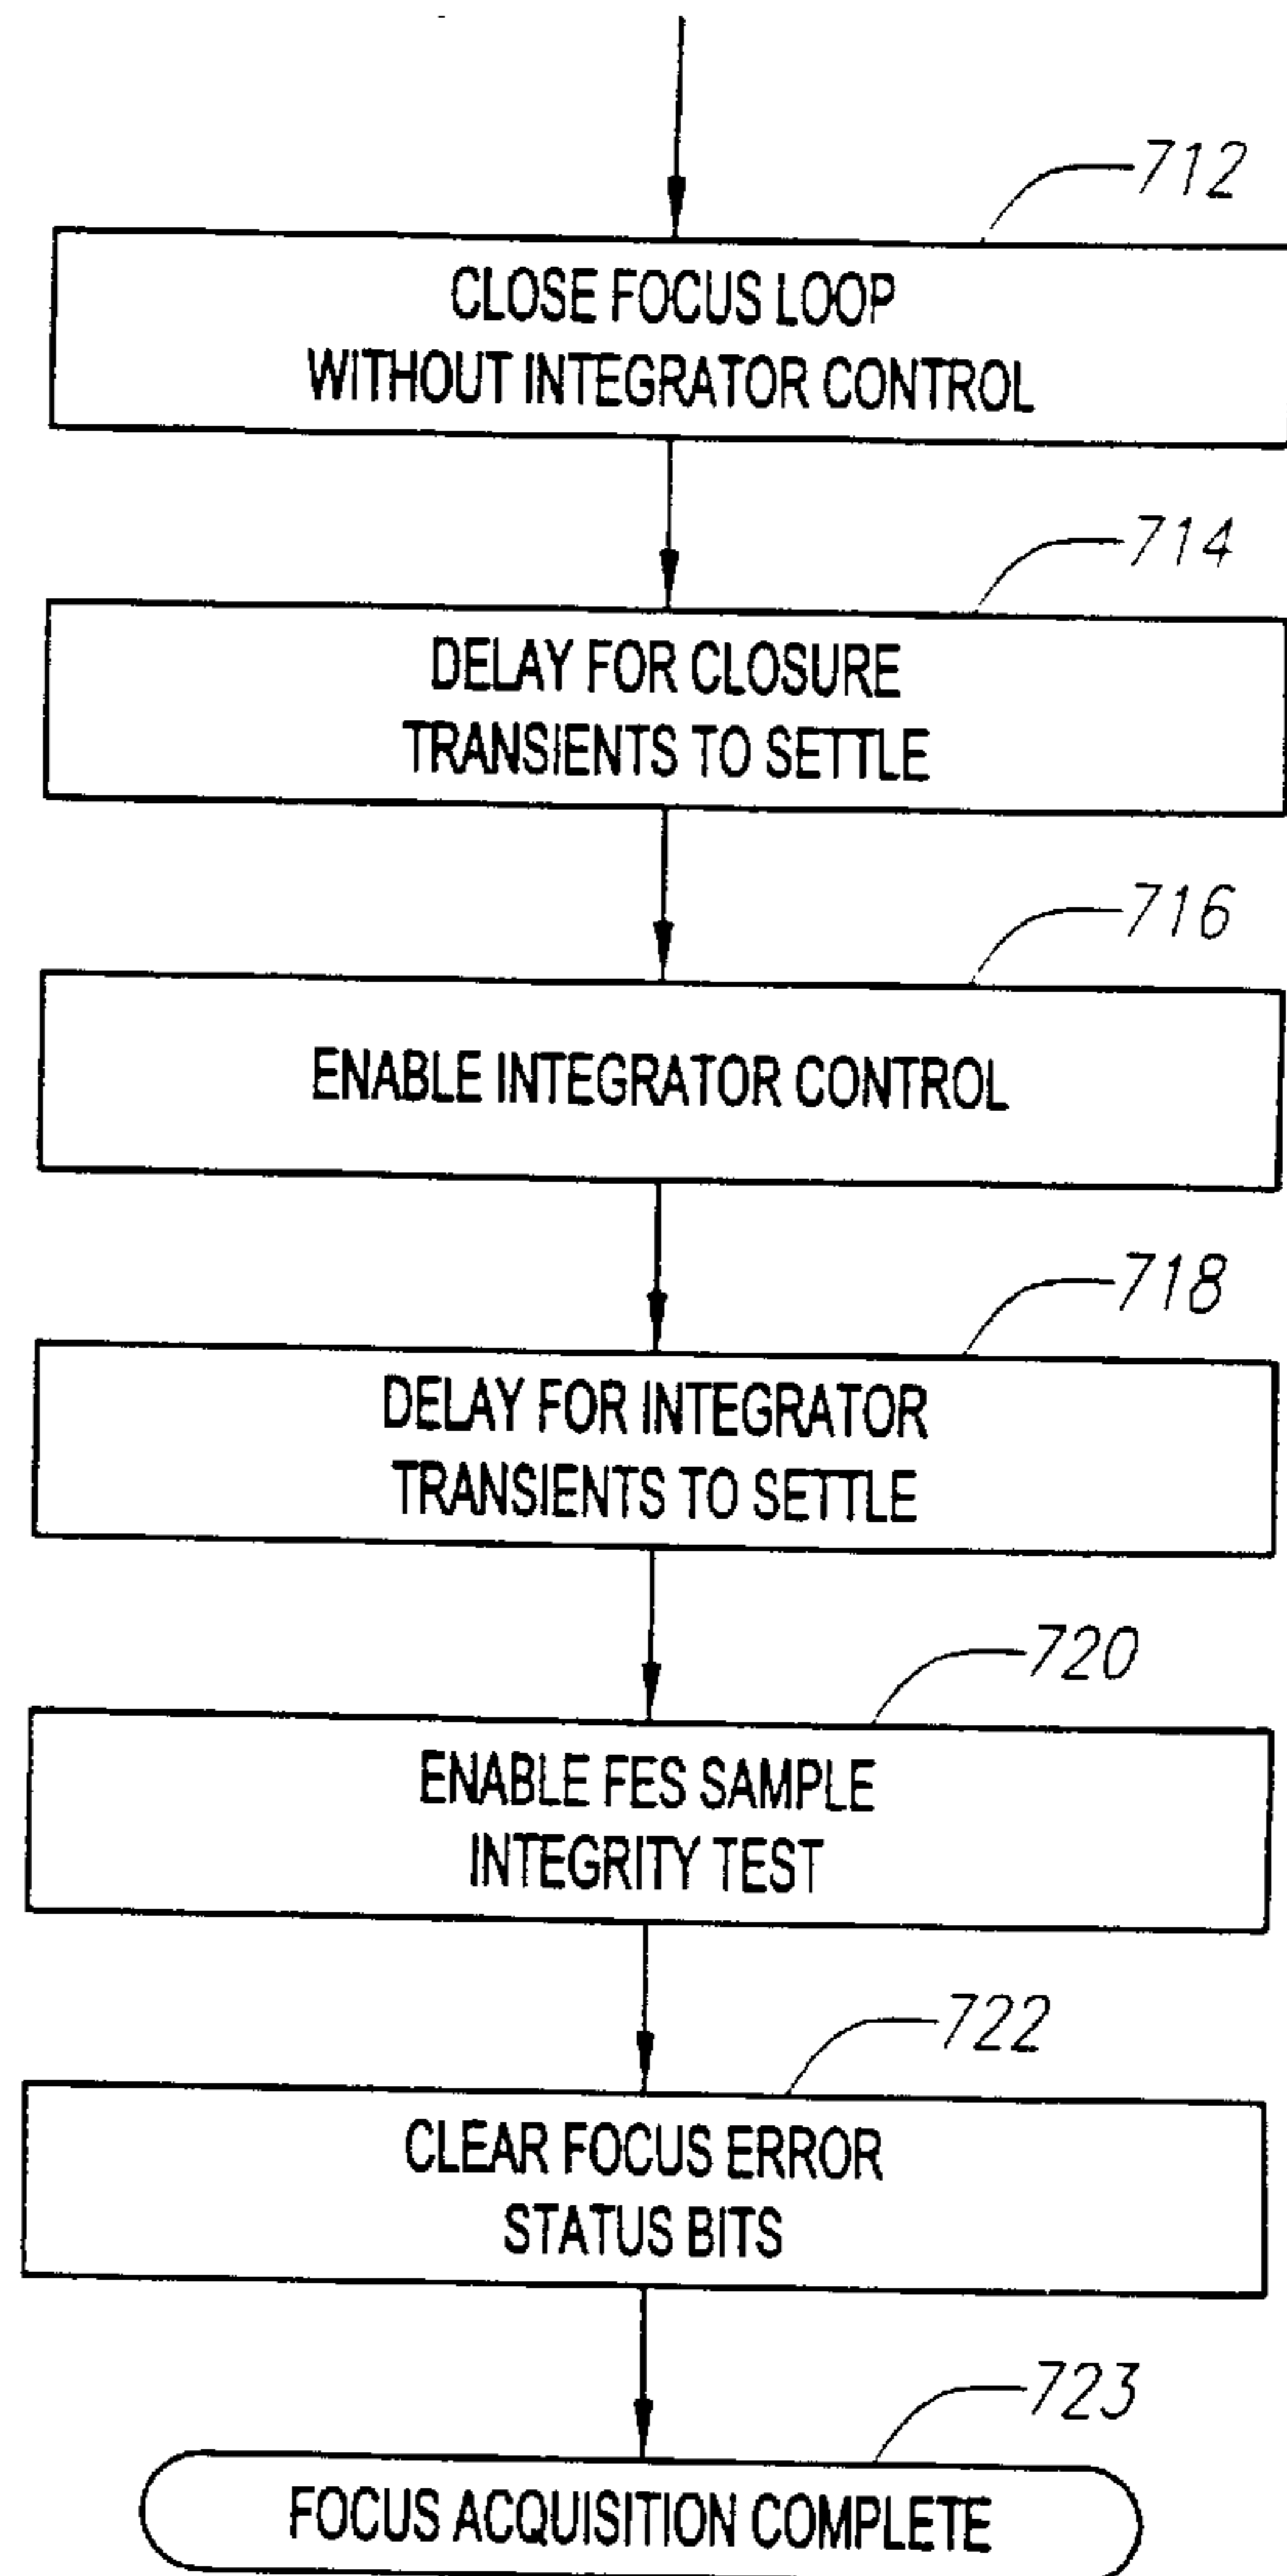 712
CLOSE FOCUS LOOP
WITHOUT INTEGRATOR CONTROL
714
DELAY FOR CLOSURE
TRANSIENTS TO SETTLE
716
ENABLE INTEGRATOR CONTROL
718
DELAY FOR INTEGRATOR
TRANSIENTS TO SETTLE
720
ENABLE FES SAMPLE
INTEGRITY TEST
722
CLEAR FOCUS ERROR
STATUS BITS
723
FOCUS ACQUISITION COMPLETE